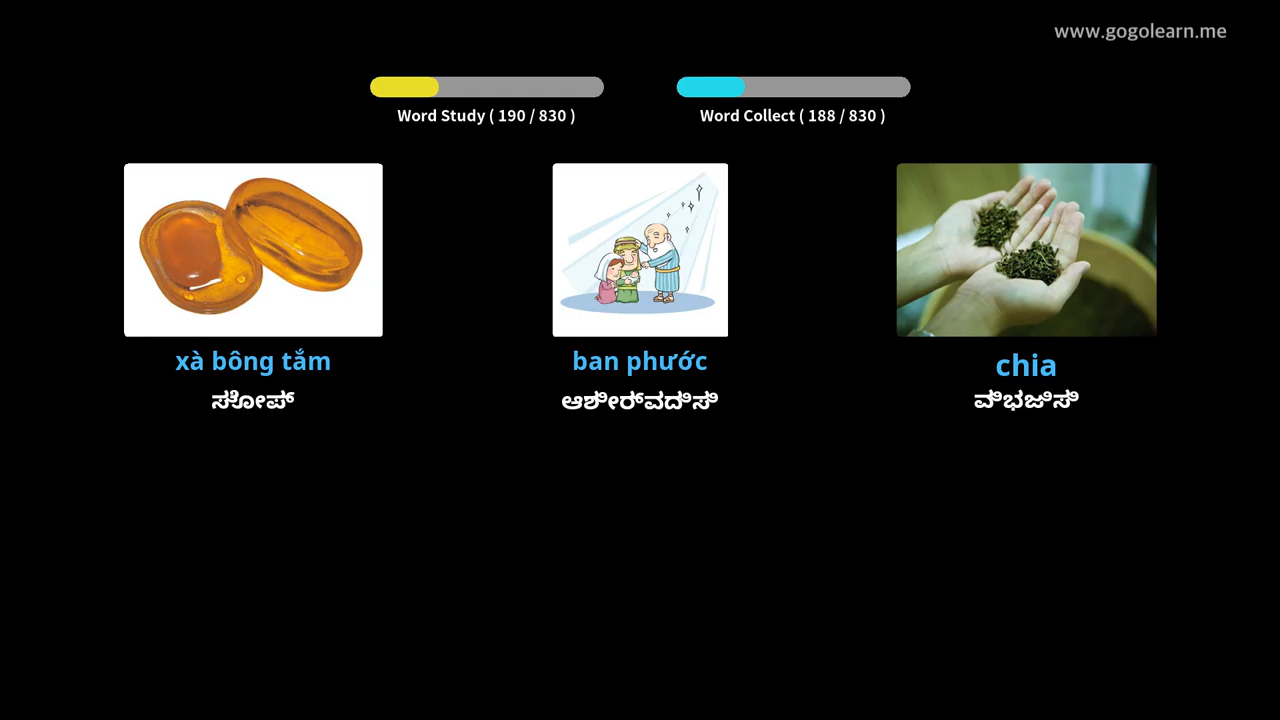 www.gogolearn.me
Word Study ( 190 / 830 )
Word Collect ( 188 / 830 )
xà bông tắm
ಸೋಪ್
ban phước
ಆಶೀರ್ವದಿಸಿ
chia
ವಿಭಜಿಸಿ